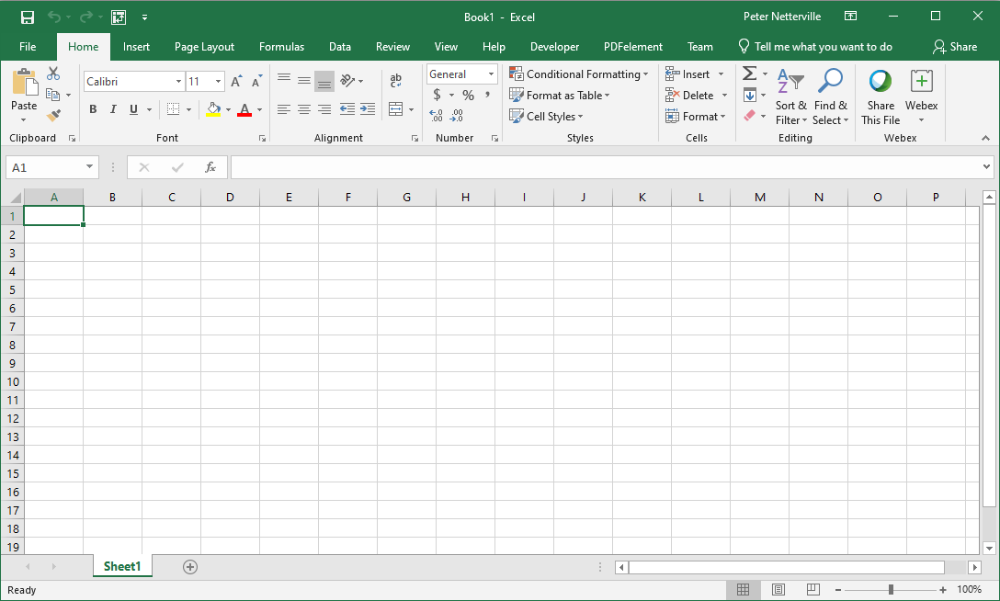 Book1 - Excel
Peter Netterville
File Home Insert Page Layout Formulas Data Review View Help Developer PDFelement Team Tell me what you want to do Share
Paste
Clipboard
Calibri 11
B I U A
Font
ab
Alignment
General
$ % ,
Number
Conditional Formatting
Format as Table
Cell Styles
Styles
Insert
Delete
Format
Cells
Σ
Sort & Filter
Find & Select
Editing
Share This File
Webex
Webex
A1 fx
A B C D E F G H I J K L M N O P
1
2
3
4
5
6
7
8
9
10
11
12
13
14
15
16
17
18
19
Sheet1
Ready
100%